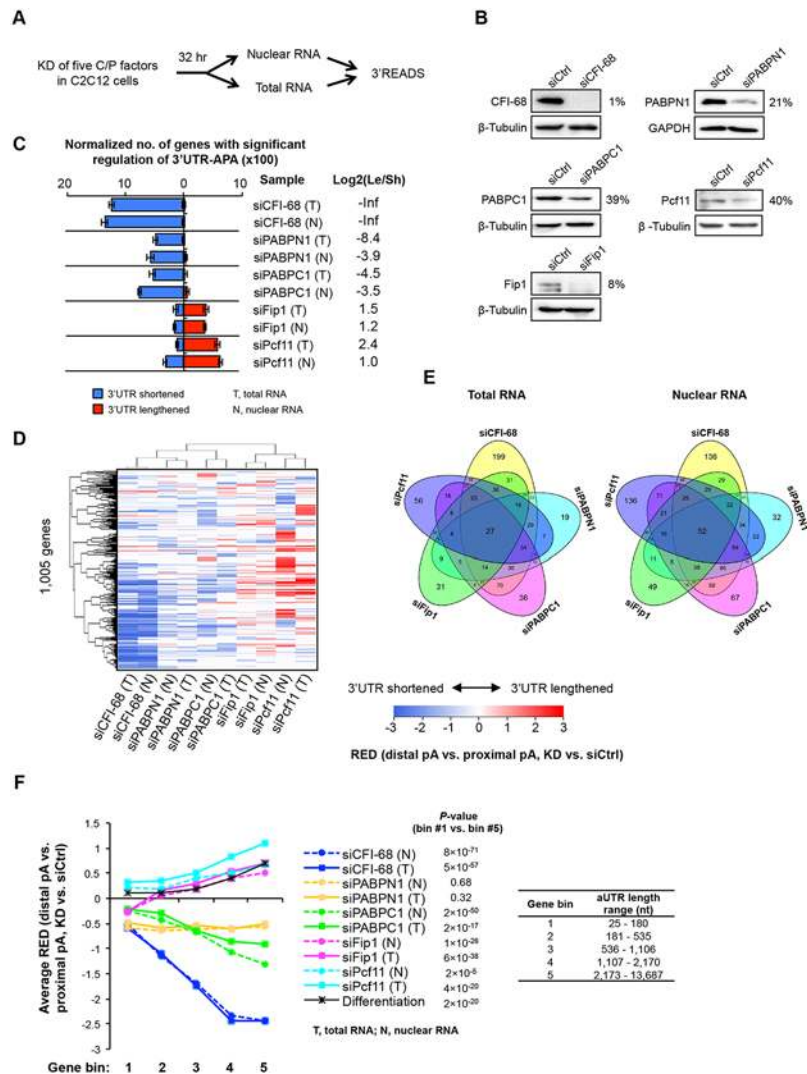 A
KD of five C/P factors
in C2C12 cells
32 hr
Nuclear RNA
Total RNA
3'READS
B
siCtrl
siCFI-68
CFI-68
1%
β-Tubulin
siCtrl
siPABPN1
PABPN1
21%
GAPDH
siCtrl
siPABPC1
PABPC1
39%
β-Tubulin
siCtrl
siPcf11
Pcf11
40%
β -Tubulin
siCtrl
siFip1
Fip1
8%
β-Tubulin
C
Normalized no. of genes with significant
regulation of 3'UTR-APA (x100)
20 10 0 10
Sample Log2(Le/Sh)
siCFI-68 (T) -Inf
siCFI-68 (N) -Inf
siPABPN1 (T) -8.4
siPABPN1 (N) -3.9
siPABPC1 (T) -4.5
siPABPC1 (N) -3.5
siFip1 (T) 1.5
siFip1 (N) 1.2
siPcf11 (T) 2.4
siPcf11 (N) 1.0
3'UTR shortened T, total RNA
3'UTR lengthened N, nuclear RNA
D
1,005 genes
siCFI-68 (T)
siCFI-68 (N)
siPABPN1 (N)
siPABPN1 (T)
siPABPC1 (N)
siPABPC1 (T)
siFip1 (T)
siFip1 (N)
siPcf11 (N)
siPcf11 (T)
E
Total RNA
siCFI-68
siPABPN1
siPABPC1
siFip1
siPcf11
199
56
19
31
36
27
Nuclear RNA
siCFI-68
siPABPN1
siPABPC1
siFip1
siPcf11
136
32
49
67
52
3'UTR shortened 3'UTR lengthened
-3 -2 -1 0 1 2 3
RED (distal pA vs. proximal pA, KD vs. siCtrl)
F
Average RED (distal pA vs.
proximal pA, KD vs. siCtrl)
1.5
1
0.5
0
-0.5
-1
-1.5
-2
-2.5
-3
Gene bin: 1 2 3 4 5
P-value
(bin #1 vs. bin #5)
siCFI-68 (N) 8×10-71
siCFI-68 (T) 5×10-57
siPABPN1 (N) 0.68
siPABPN1 (T) 0.32
siPABPC1 (N) 2×10-50
siPABPC1 (T) 2×10-17
siFip1 (N)
siFip1 (T)
siPcf11 (N)
siPcf11 (T) 4×10-20
Differentiation 2×10-20
T, total RNA; N, nuclear RNA
Gene bin aUTR length
range (nt)
1 25 - 180
2 181 - 535
3 536 - 1,106
4 1,107 - 2,170
5 2,173 - 13,687